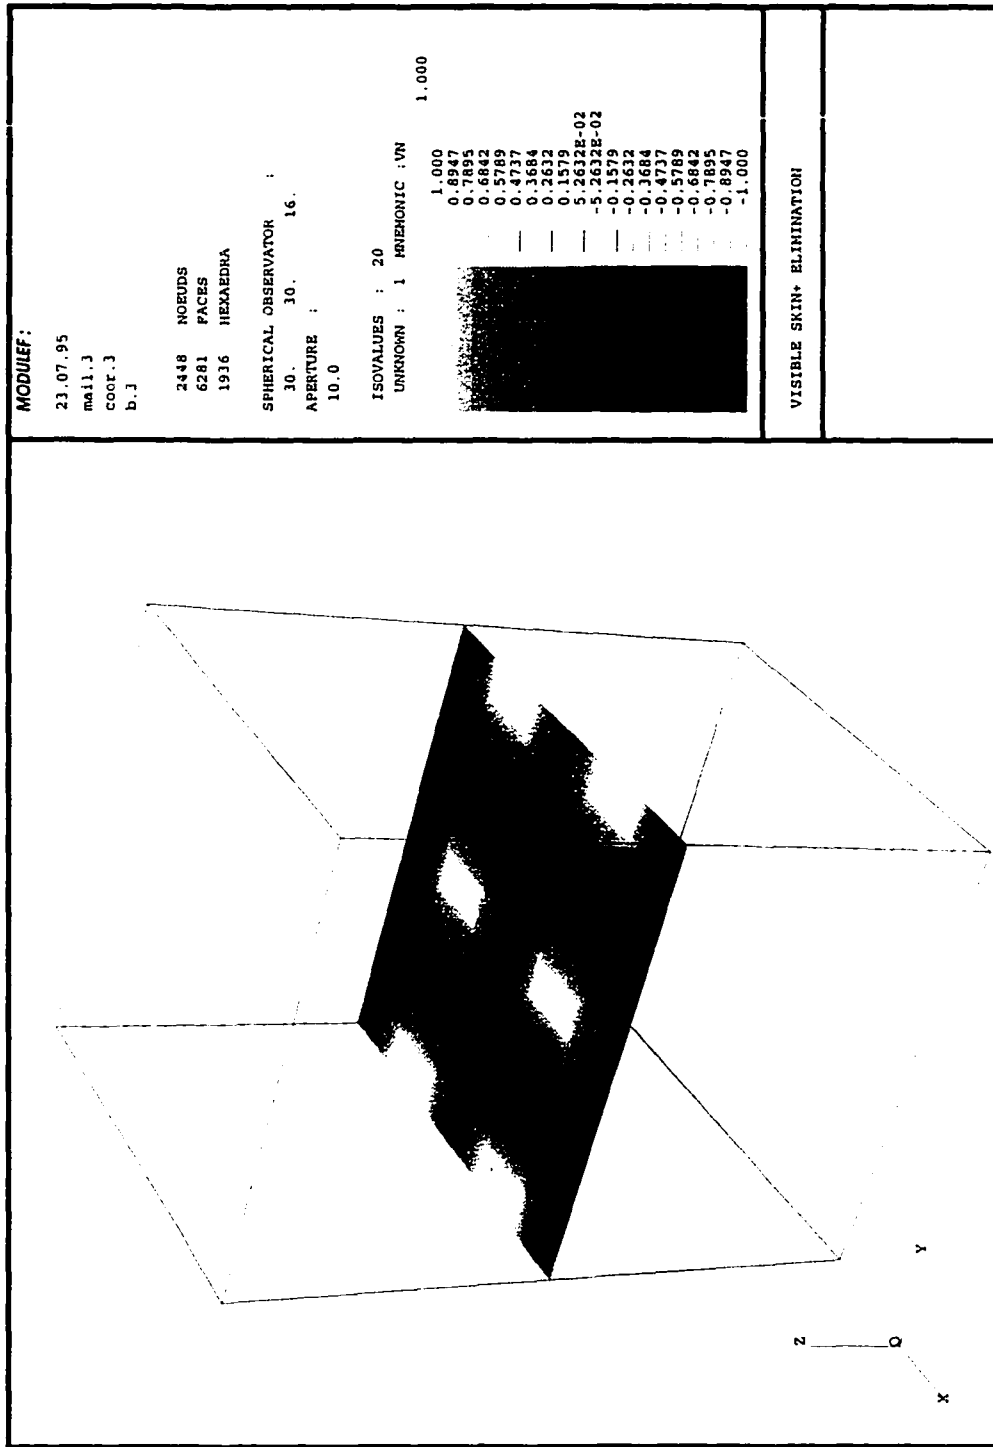 MODULEF :
23.07.95
mail.3
coor.3
b.3
2448 NOEUDS
6281 FACES
1936 HEXAEDRA
SPHERICAL OBSERVATOR :
30. 30. 16.
APERTURE :
10.0
ISOVALUES : 20
UNKNOWN : 1 MNEMONIC :VN 1.000
1.000
0.8947
0.7895
0.6842
0.5789
0.4737
0.3684
0.2632
0.1579
5.2632E-02
-5.2632E-02
-0.1579
-0.2632
-0.3684
-0.4737
-0.5789
-0.6842
-0.7895
-0.8947
-1.000
VISIBLE SKIN+ ELIMINATION
Z
O
X
Y